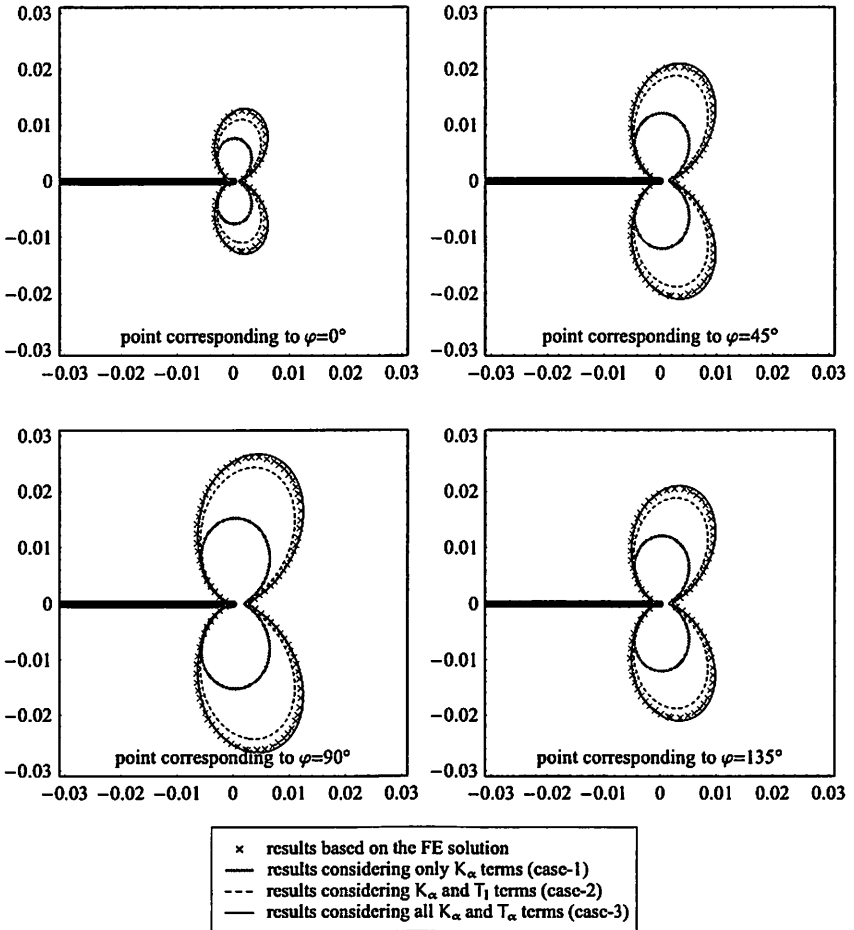 0.03
0.02
0.01
0
−0.01
−0.02
−0.03
point corresponding to φ=0°
−0.03 −0.02 −0.01 0 0.01 0.02 0.03
0.03
0.02
0.01
0
−0.01
−0.02
−0.03
point corresponding to φ=45°
−0.03 −0.02 −0.01 0 0.01 0.02 0.03
0.03
0.02
0.01
0
−0.01
−0.02
−0.03
point corresponding to φ=90°
−0.03 −0.02 −0.01 0 0.01 0.02 0.03
0.03
0.02
0.01
0
−0.01
−0.02
−0.03
point corresponding to φ=135°
−0.03 −0.02 −0.01 0 0.01 0.02 0.03
× results based on the FE solution
results considering only Kα terms (case-1)
results considering Kα and T₁ terms (case-2)
results considering all Kα and Tα terms (case-3)